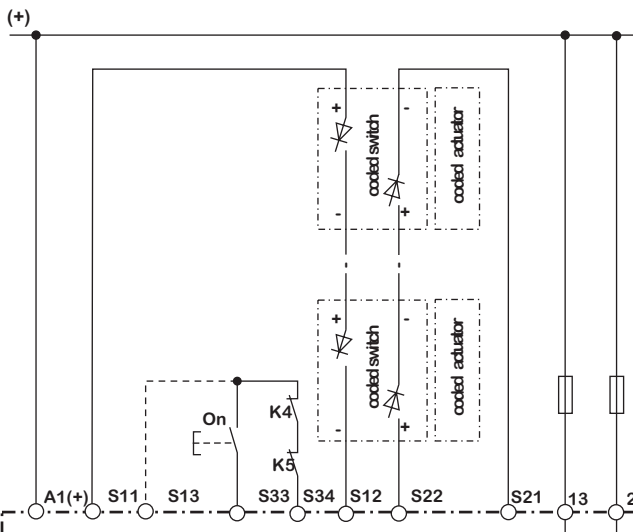 (+)
+
-
coded switch
coded actuator
-
+
+
-
coded switch
coded actuator
On
K4
K5
-
+
A1(+)
S11
S13
S33
S34
S12
S22
S21
13
2